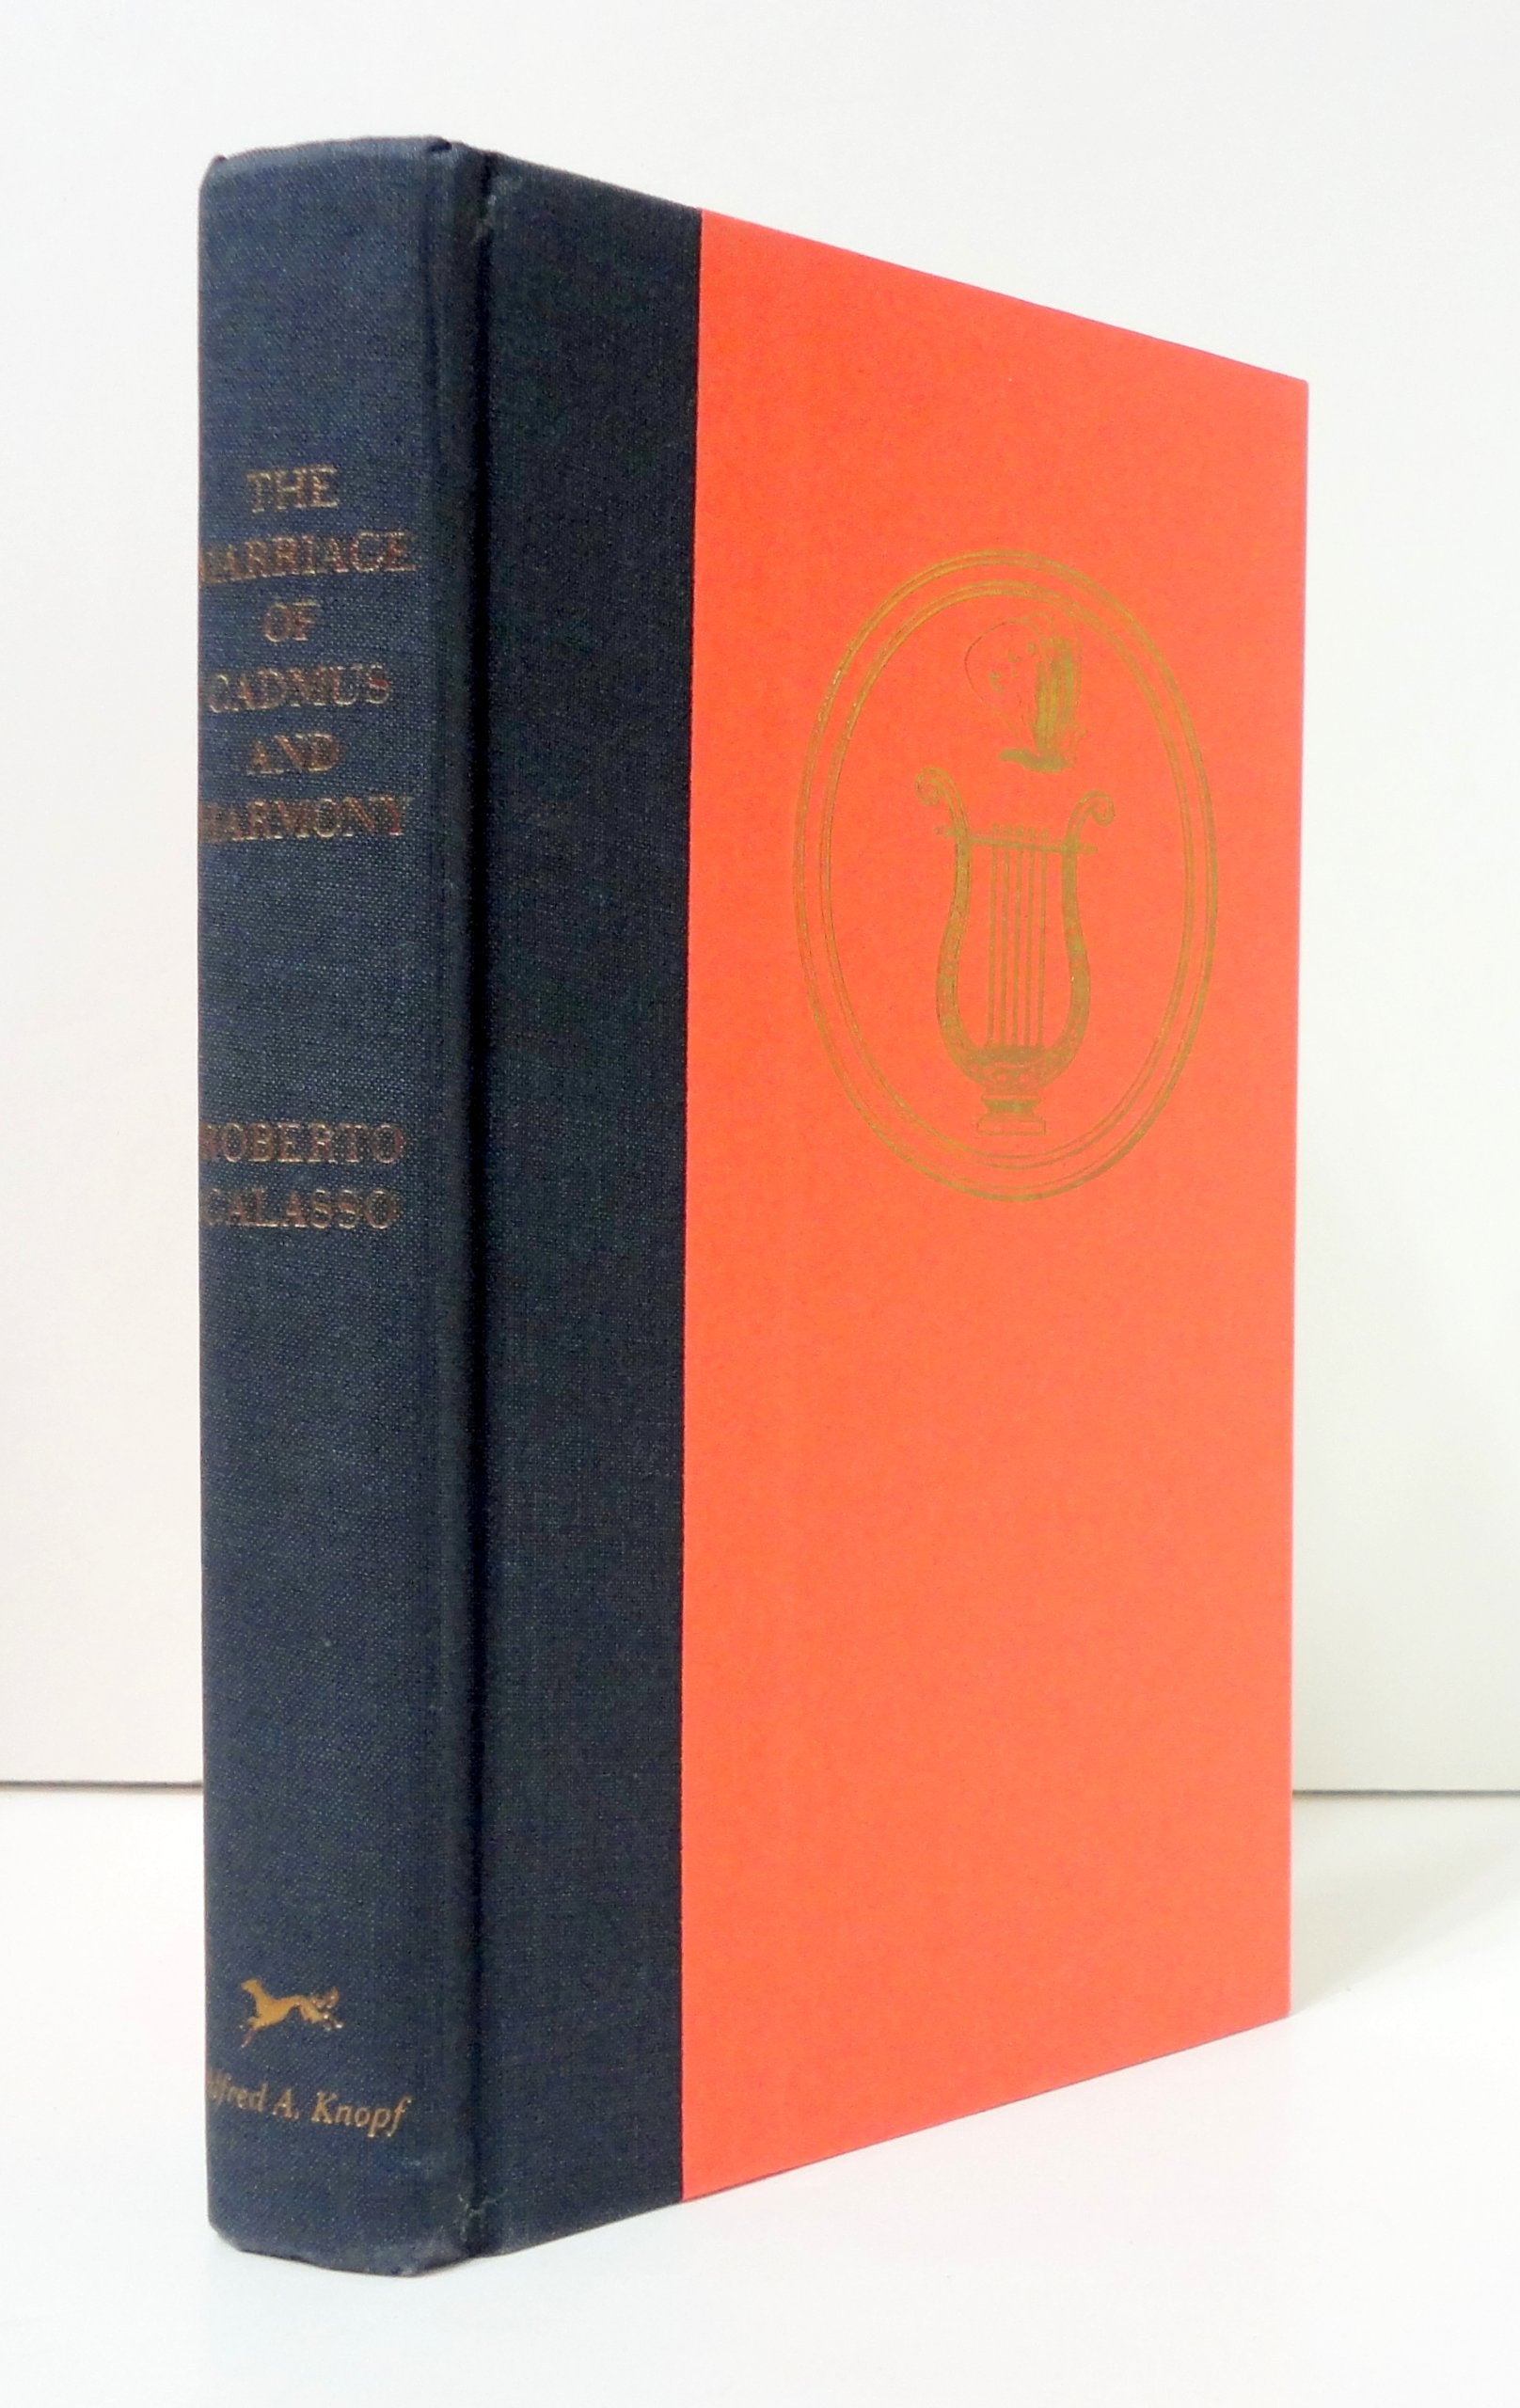 THE
MARRIAGE
OF
CADMUS
AND
HARMONY
ROBERTO
CALASSO
Alfred A. Knopf